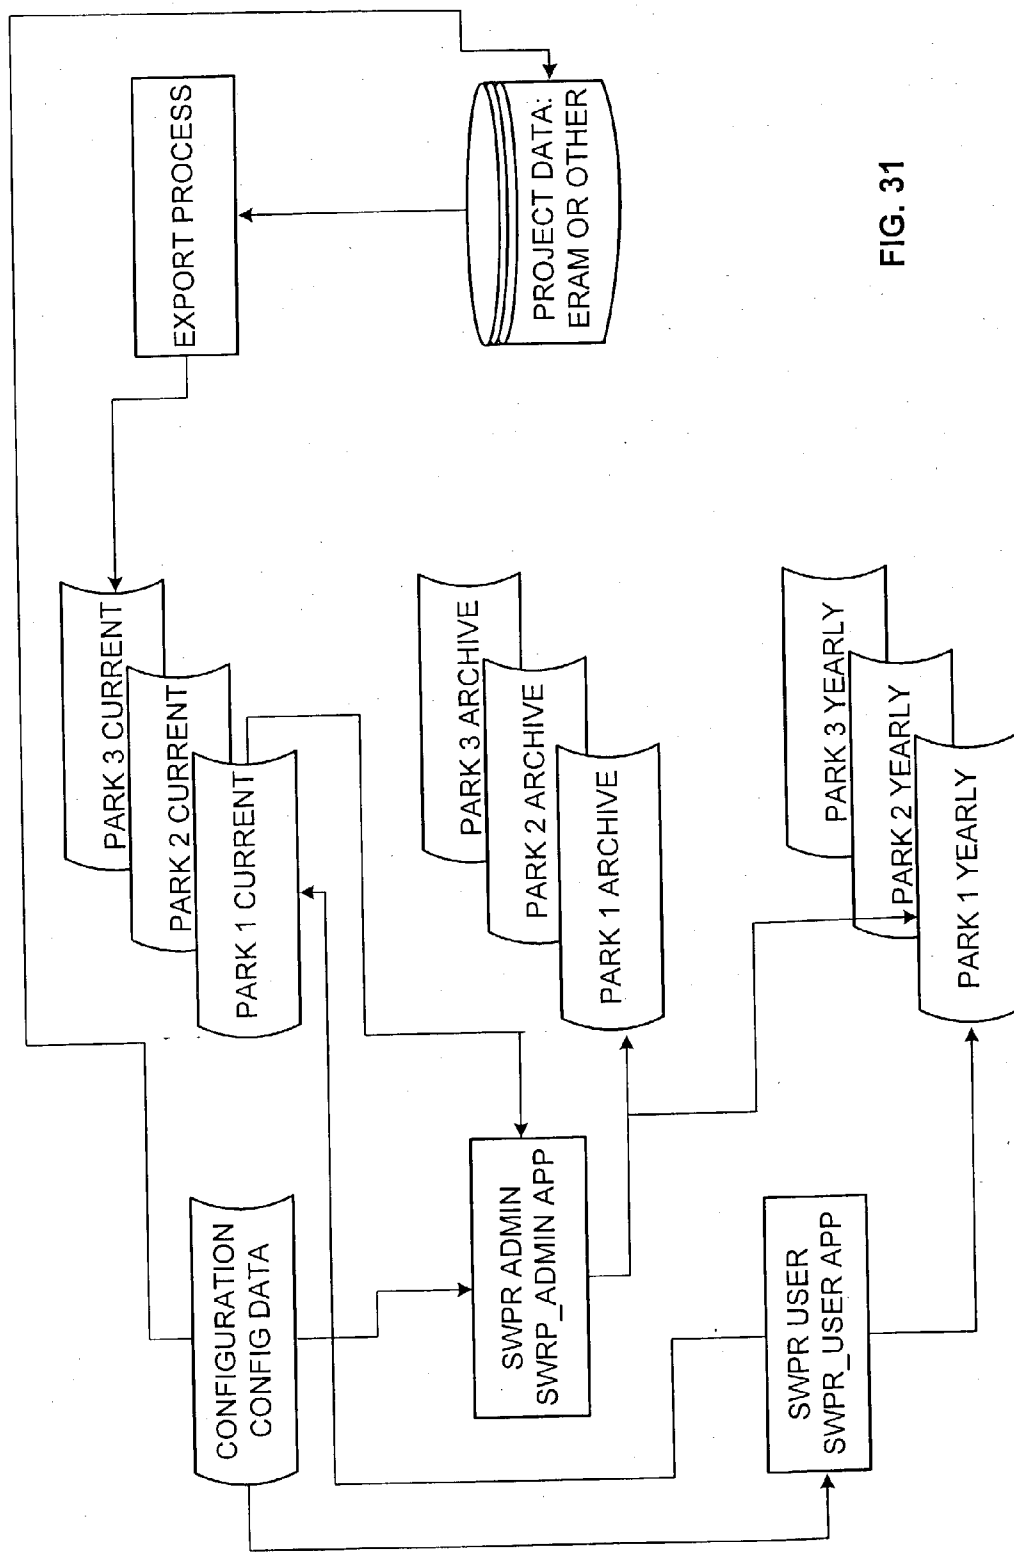 CONFIGURATION
CONFIG DATA
SWPR ADMIN
SWRP_ADMIN APP
SWPR USER
SWPR_USER APP
PARK 3 CURRENT
PARK 2 CURRENT
PARK 1 CURRENT
PARK 3 ARCHIVE
PARK 2 ARCHIVE
PARK 1 ARCHIVE
PARK 3 YEARLY
PARK 2 YEARLY
PARK 1 YEARLY
EXPORT PROCESS
PROJECT DATA:
ERAM OR OTHER
FIG. 31